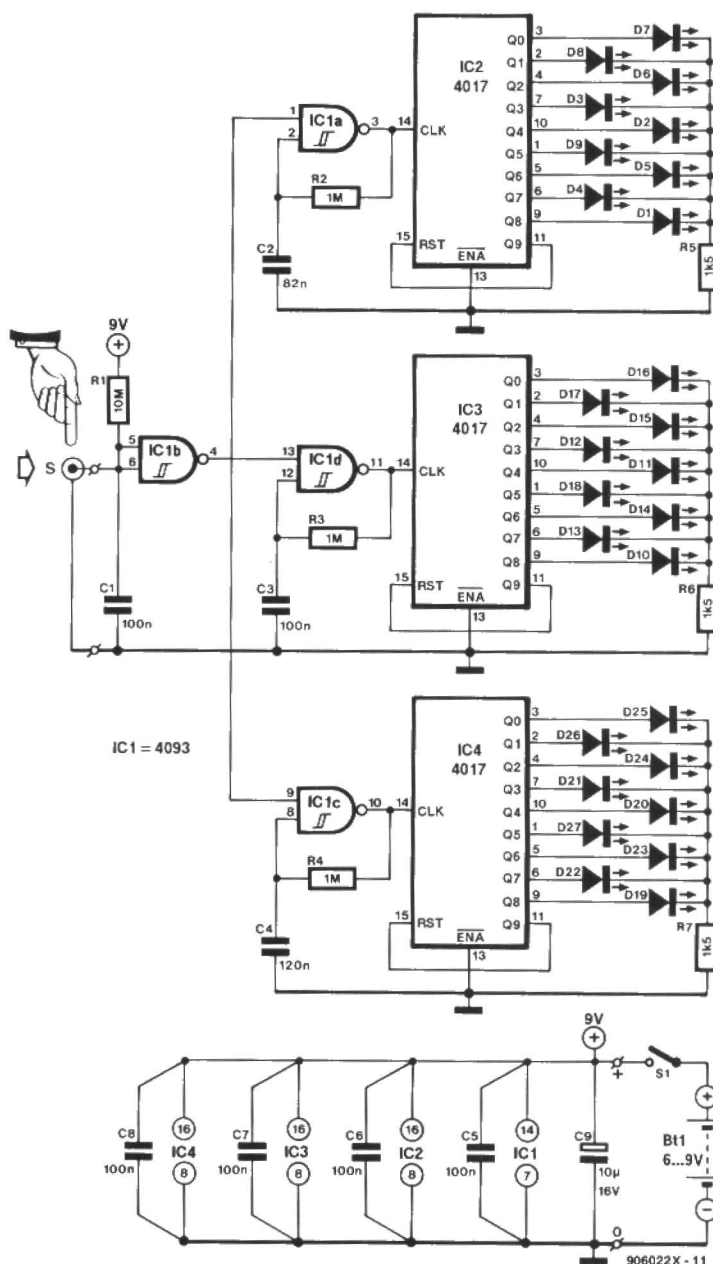 3 D7
Q0
D8
2
Q1
IC2
4 D6
4017
Q2
D3
7
Q3
1
IC1a
3 14
10 D2
CLK
Q4
2
D9
1
Q5
5 D5
Q6
R2
D4
6
Q7
1M
9 D1
Q8
15
RST
Q9
11
R5
C2
ENA
1k5
82n
13
9V
+
R1
10M
3 D16
Q0
D17
2
Q1
IC3
4 D15
4017
Q2
D12
7
Q3
5
IC1b
4
13
IC1d
11 14
10 D11
CLK
Q4
S
6
12
D18
1
Q5
5 D14
Q6
R3
D13
6
Q7
1M
9 D10
Q8
C1
C3
15
RST
Q9
11
R6
100n
100n
ENA
1k5
13
3 D25
Q0
IC1 = 4093
D26
2
Q1
IC4
4 D24
4017
Q2
D21
7
Q3
9
IC1c
10 14
10 D20
CLK
Q4
8
D27
1
Q5
5 D23
Q6
R4
D22
6
Q7
1M
9 D19
Q8
C4
15
RST
Q9
11
R7
120n
ENA
1k5
13
9V
+
+
S1
+
C8
16
C7
16
C6
16
C5
14
C9
Bt1
100n
IC4
100n
IC3
100n
IC2
100n
IC1
10µ
6...9V
8
8
8
7
16V
0
−
906022X - 11